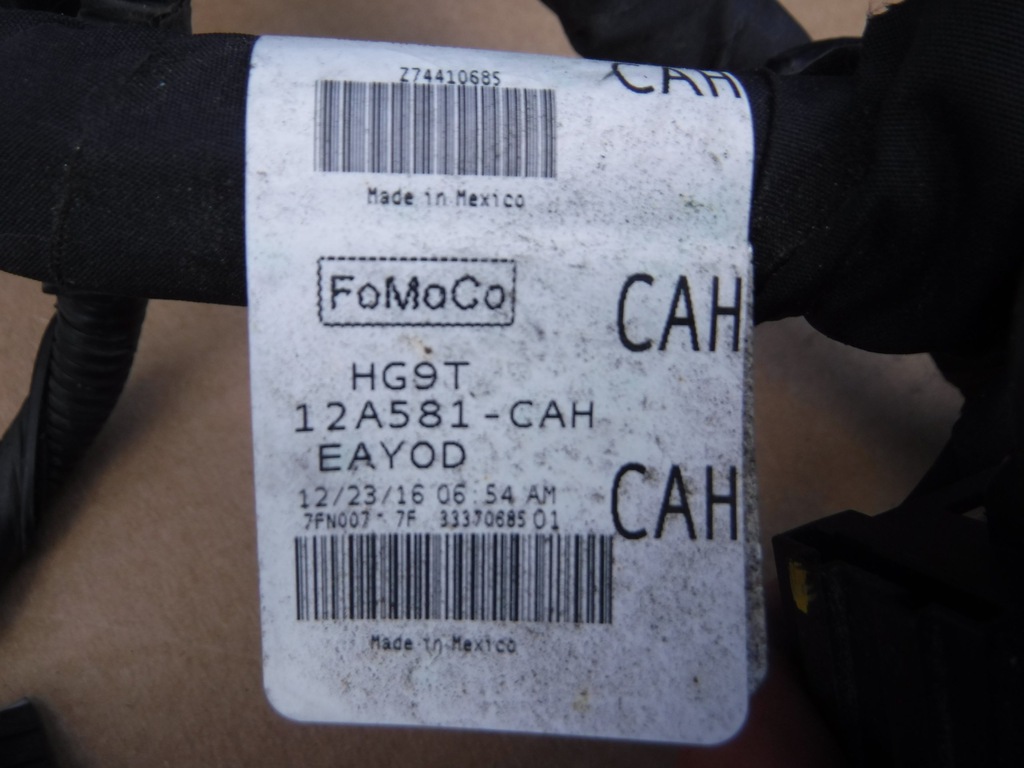 Z74410685
CAH
Made in Mexico
FoMoCo
CAH
HG9T
12A581-CAH
EAYOD
CAH
12/23/16 06:54 AM
7FN007 7F 33370685 01
Made in Mexico